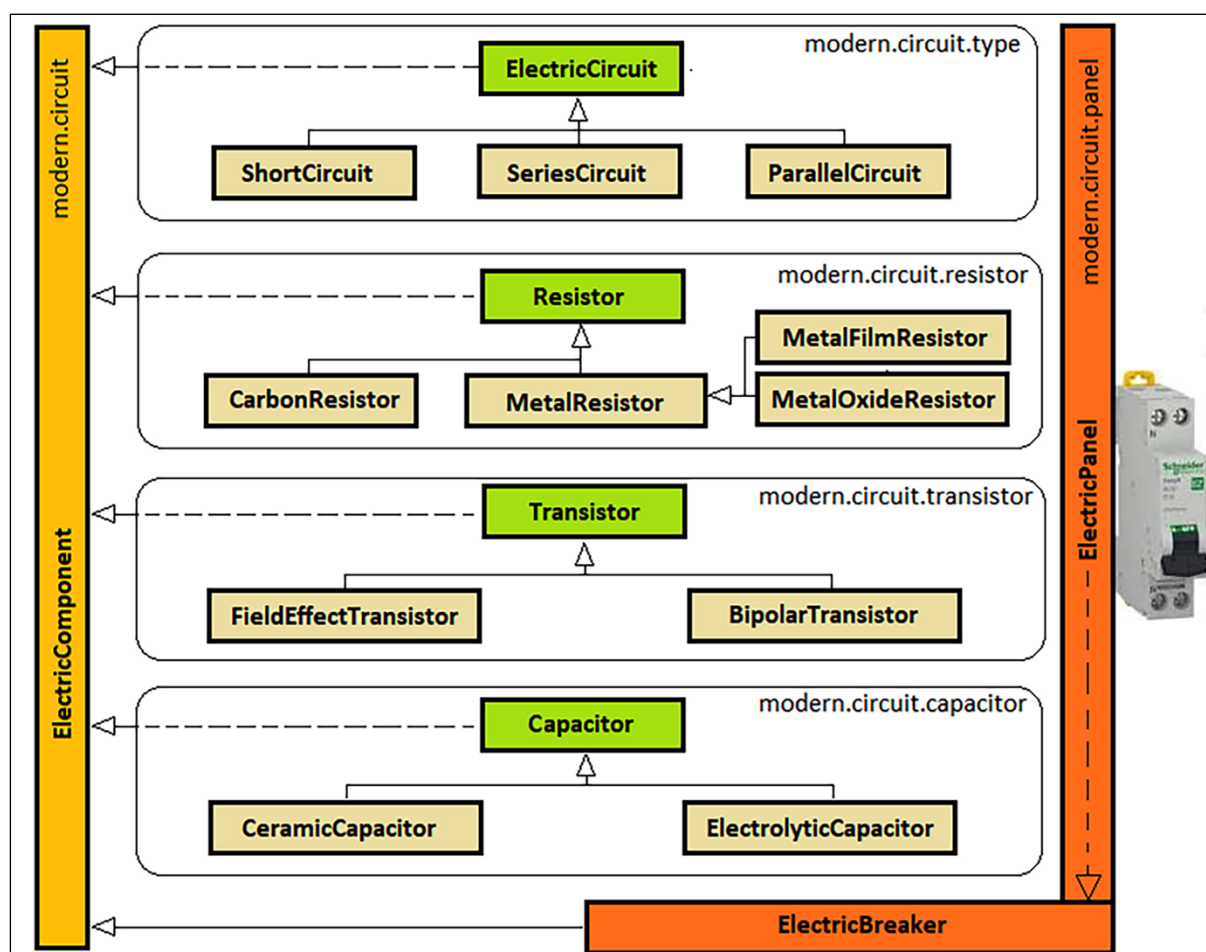 modern.circuit
ElectricComponent
modern.circuit.type
ElectricCircuit
ShortCircuit
SeriesCircuit
ParallelCircuit
modern.circuit.resistor
Resistor
MetalFilmResistor
CarbonResistor
MetalResistor
MetalOxideResistor
modern.circuit.transistor
Transistor
FieldEffectTransistor
BipolarTransistor
modern.circuit.capacitor
Capacitor
CeramicCapacitor
ElectrolyticCapacitor
modern.circuit.panel
ElectricPanel
ElectricBreaker
N
Schneider
N